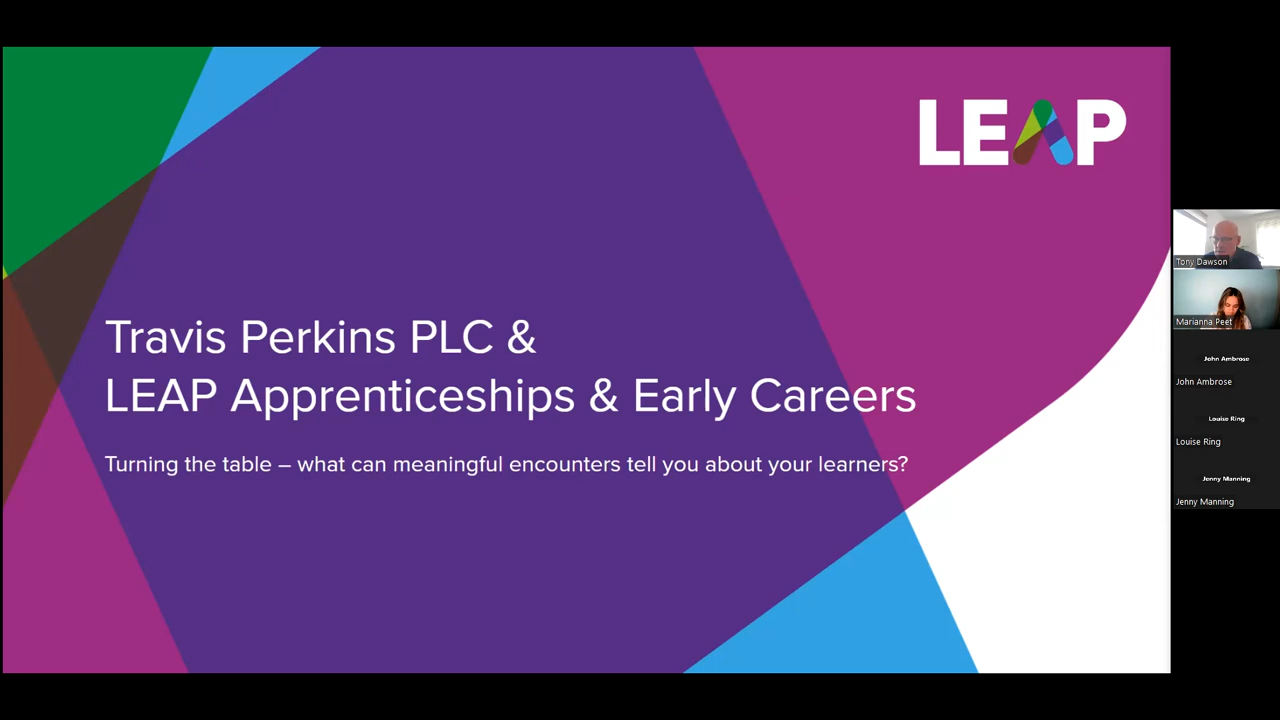 LEAP
Travis Perkins PLC &
LEAP Apprenticeships & Early Careers
Turning the table – what can meaningful encounters tell you about your learners?
Tony Dawson
Marianna Peet
John Ambrose
John Ambrose
Louise Ring
Louise Ring
Jenny Manning
Jenny Manning